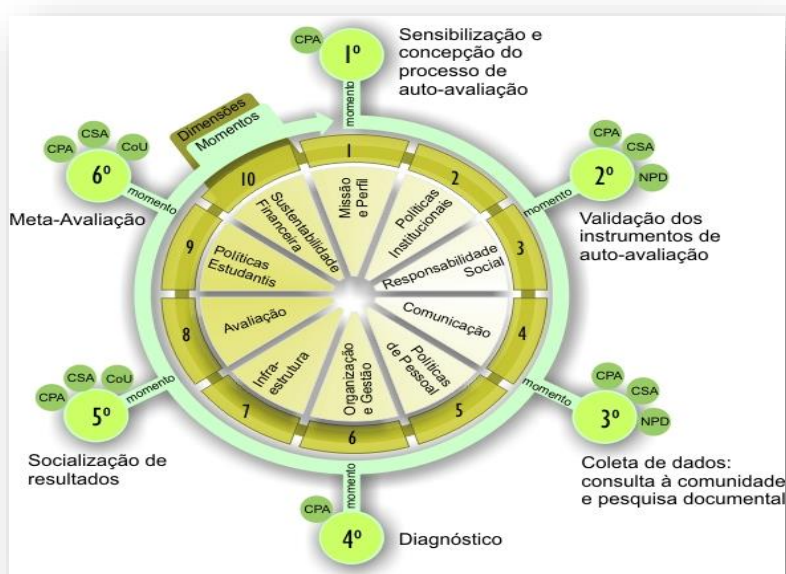 CPA
1º
momento
Sensibilização e
concepção do
processo de
auto-avaliação
Dimensões
Momentos
CPA
CSA
NPD
2º
momento
Validação dos
instrumentos de
auto-avaliação
CPA
CSA
NPD
3º
momento
Coleta de dados:
consulta à comunidade
e pesquisa documental
CPA
4º
momento
Diagnóstico
CPA
CSA
CoU
5º
momento
Socialização de
resultados
CPA
CSA
CoU
6º
momento
Meta-Avaliação
1
Missão
e Perfil
2
Políticas
Institucionais
3
Responsabilidade
Social
4
Comunicação
5
Políticas
de Pessoal
6
Organização
e Gestão
7
Infra-
estrutura
8
Avaliação
9
Políticas
Estudantis
10
Sustentabilidade
Financeira